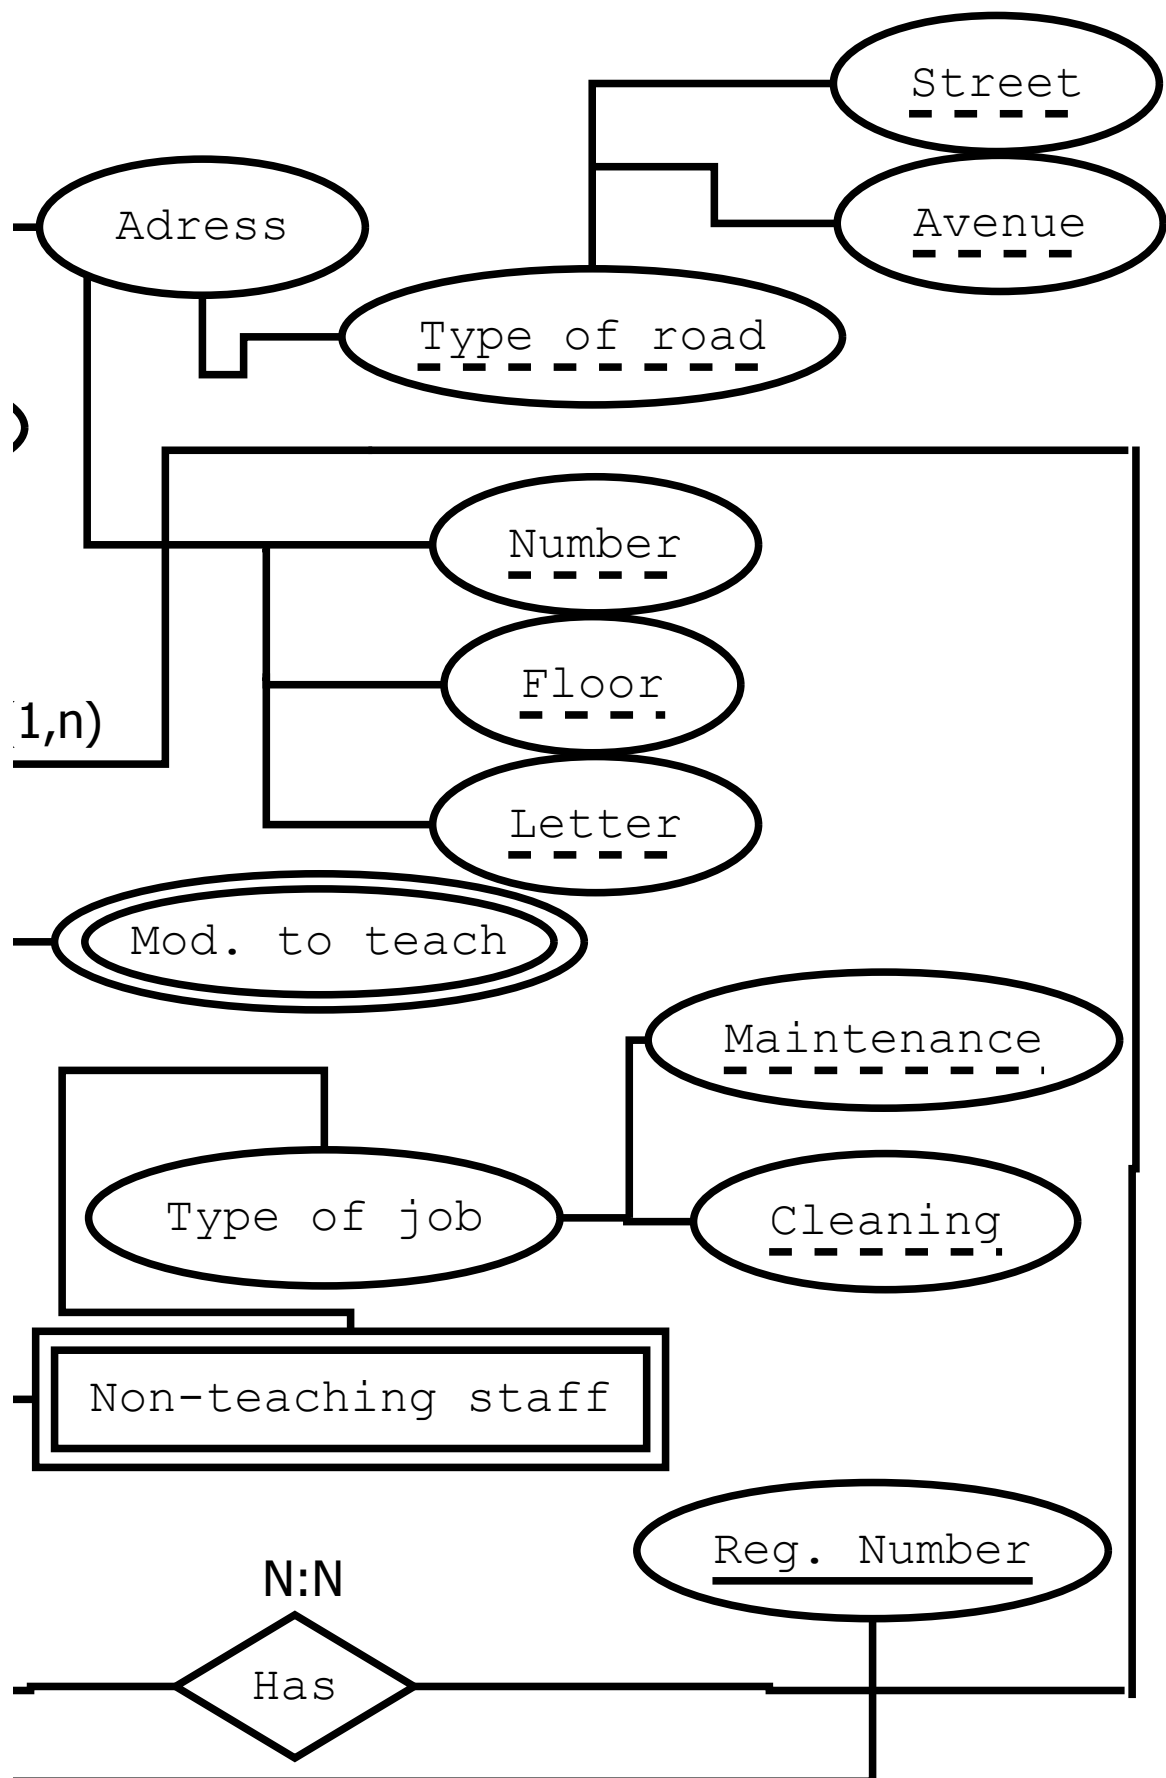 Street
Avenue
Adress
Type of road
Number
Floor
(1,n)
Letter
Mod. to teach
Maintenance
Type of job
Cleaning
Non-teaching staff
Reg. Number
N:N
Has